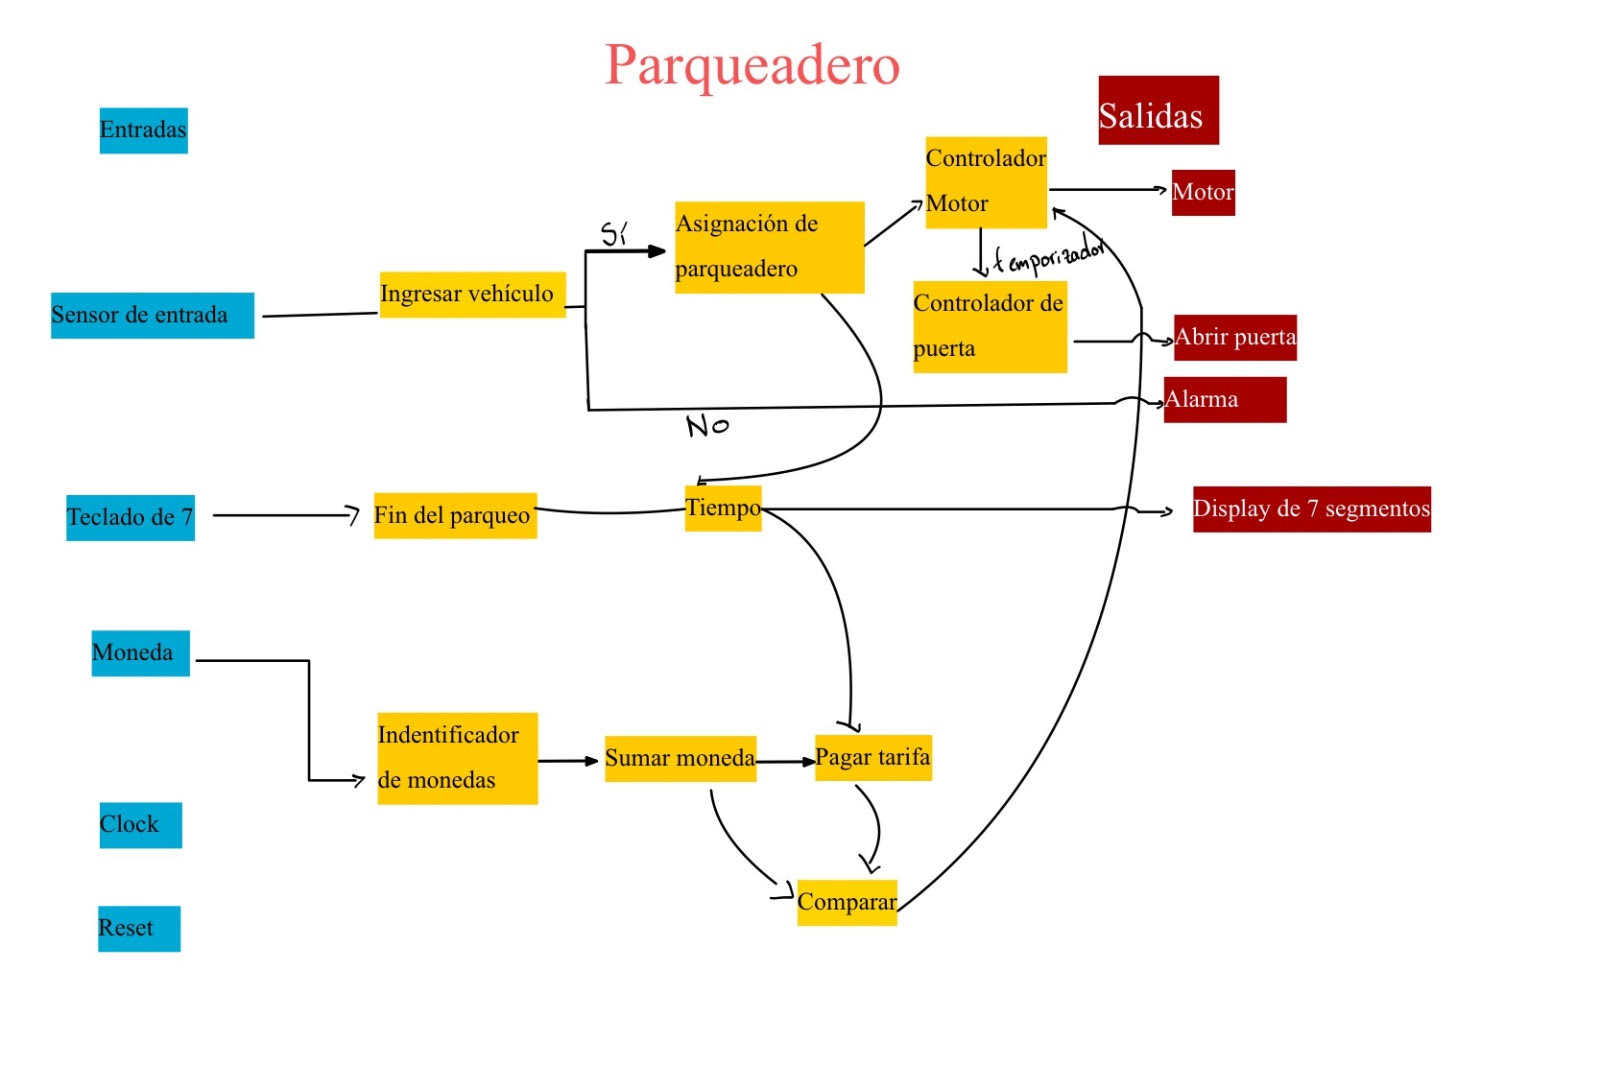 Parqueadero
Entradas
Salidas
Controlador
Motor
Motor
Sí
Asignación de
parqueadero
temporizador
Sensor de entrada
Ingresar vehículo
Controlador de
puerta
Abrir puerta
Alarma
No
Teclado de 7
Fin del parqueo
Tiempo
Display de 7 segmentos
Moneda
Indentificador
de monedas
Sumar moneda
Pagar tarifa
Clock
Comparar
Reset